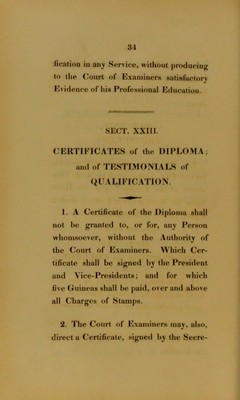 34
fication in any Service, without producing
to the Court of Examiners satisfactory
Evidence of his Professional Education.
SECT. XXIII.
CERTIFICATES of the DIPLOMA;
and of TESTIMONIALS of
QUALIFICATION.
1. A Certificate of the Diploma shall
not be granted to, or for, any Person
whomsoever, without the Authority of
the Court of Examiners. Which Cer-
tificate shall be signed by the President
and Vice-Presidents; and for which
five Guineas shall be paid, over and above
all Charges of Stamps.
2. The Court of Examiners may, also,
direct a Certificate, signed by the Secre-